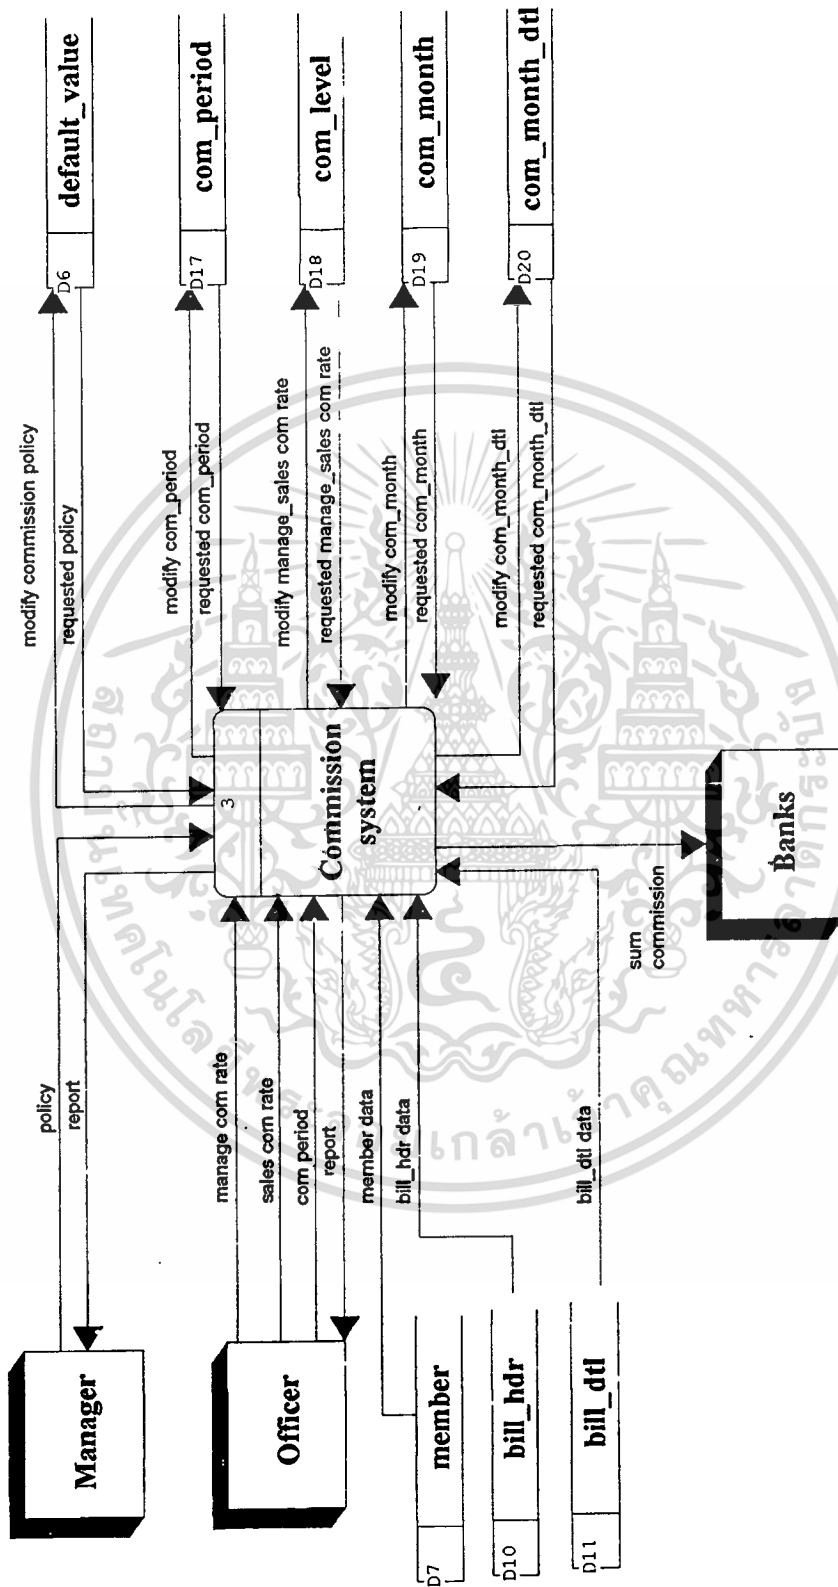 Manager
policy
report
Officer
manage com rate
sales com rate
com period
report
D7
member
member data
D10
bill_hdr
bill_hdr data
D11
bill_dtl
bill_dtl data
3
Commission
system
sum
commission
Banks
modify commission policy
requested policy
D6
default_value
modify com_period
requested com_period
D17
com_period
modify manage_sales com rate
requested manage_sales com rate
D18
com_level
modify com_month
requested com_month
D19
com_month
modify com_month_dtl
requested com_month_dtl
D20
com_month_dtl